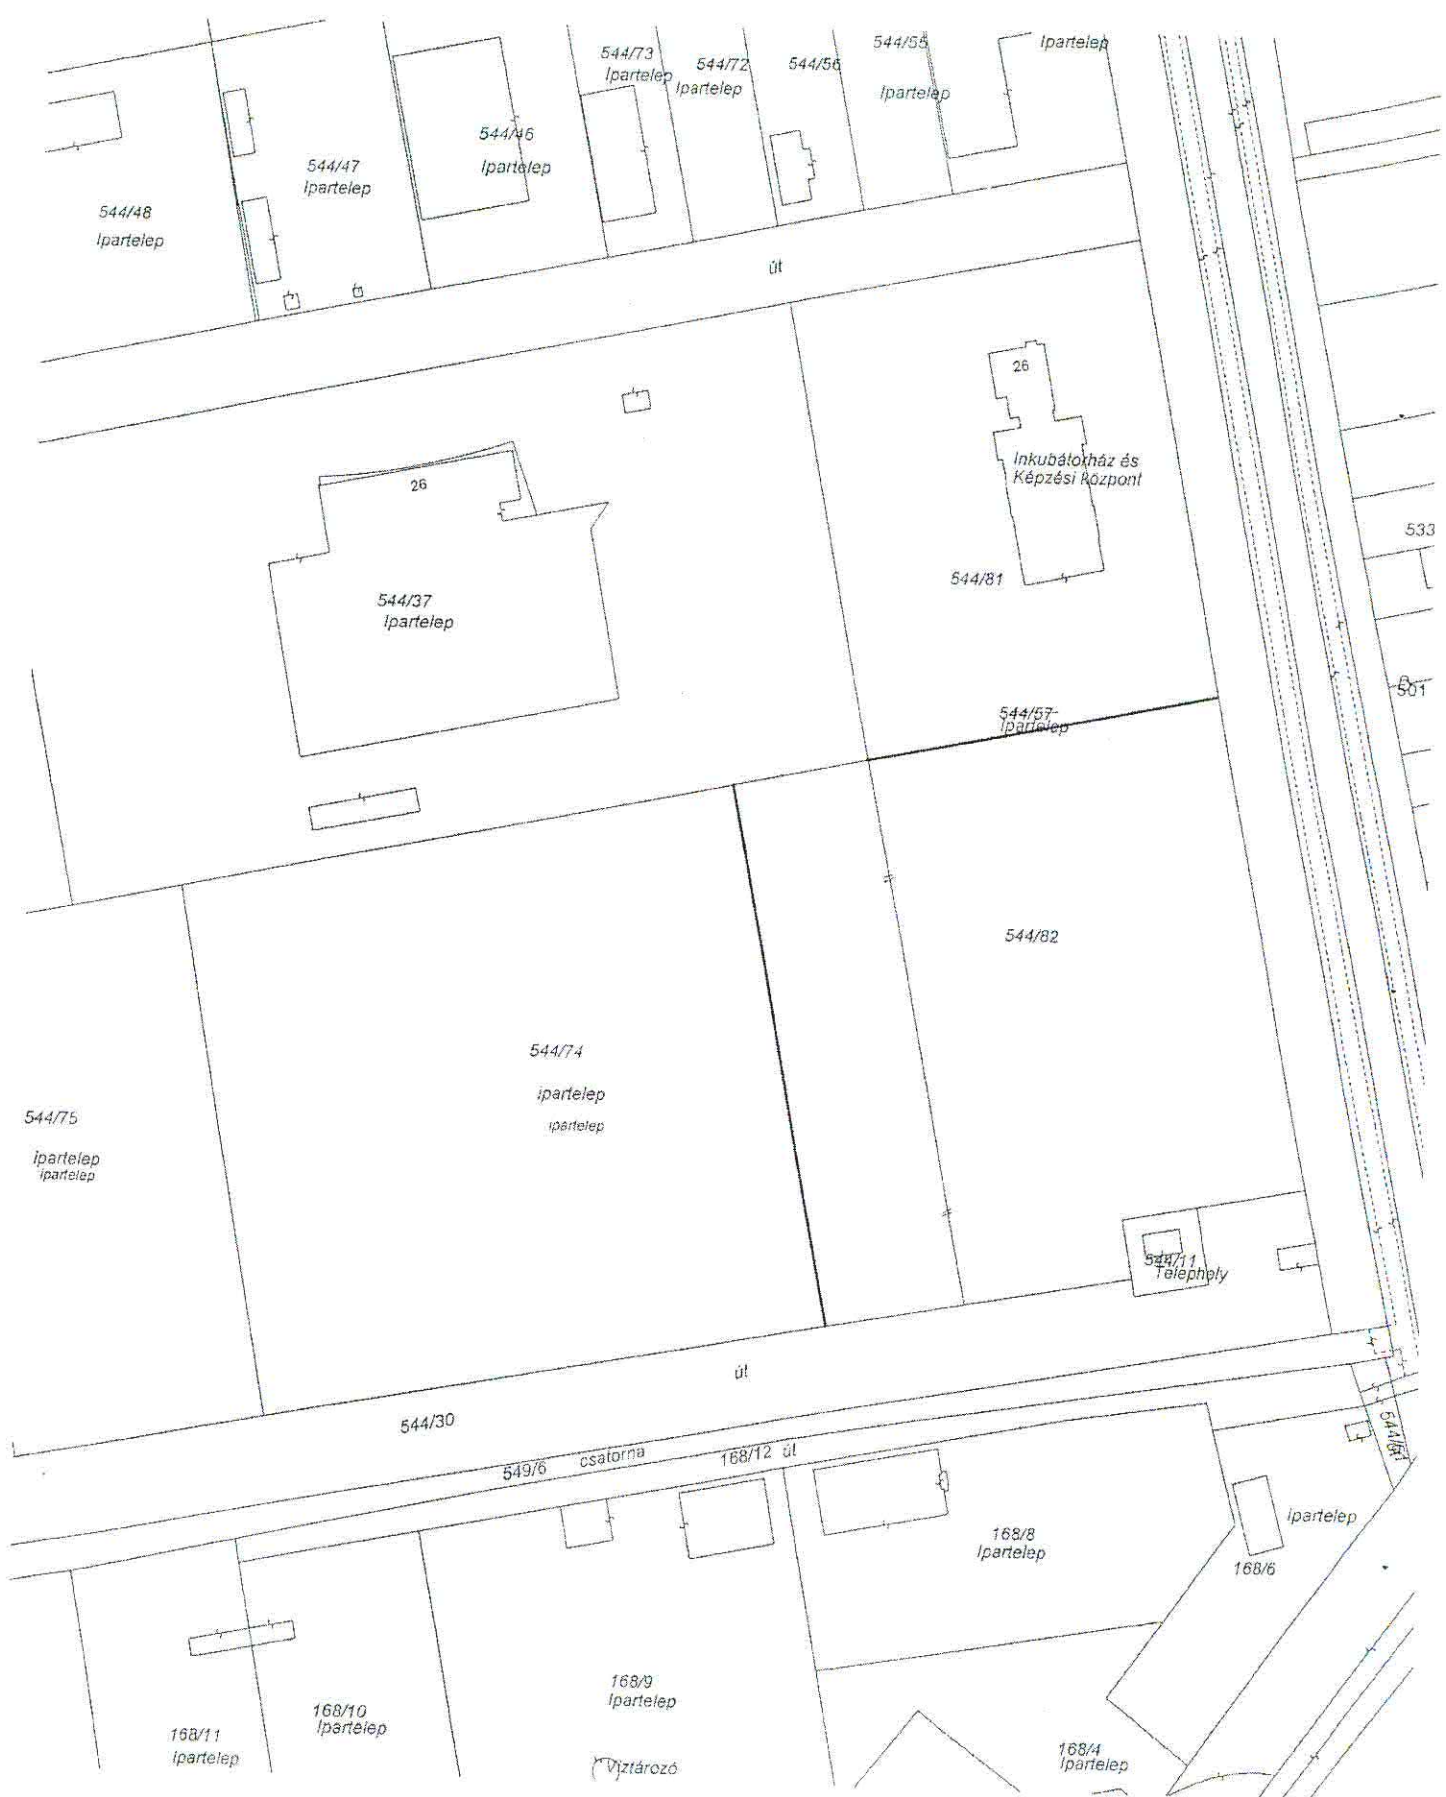 544/73
Ipartelep
544/72
Ipartelep
544/56
544/55
Ipartelep
Ipartelep
544/46
Ipartelep
544/47
Ipartelep
544/48
Ipartelep
út
26
Inkubátorház és
Képzési központ
544/81
26
544/37
Ipartelep
533
501
544/57
Ipartelep
544/82
544/74
ipartelep
ipartelep
544/75
ipartelep
ipartelep
544/11
Telephely
út
544/30
549/6
csatorna
168/12 út
168/8
Ipartelep
Ipartelep
168/6
168/9
Ipartelep
168/10
Ipartelep
168/11
Ipartelep
Víztározó
168/4
Ipartelep